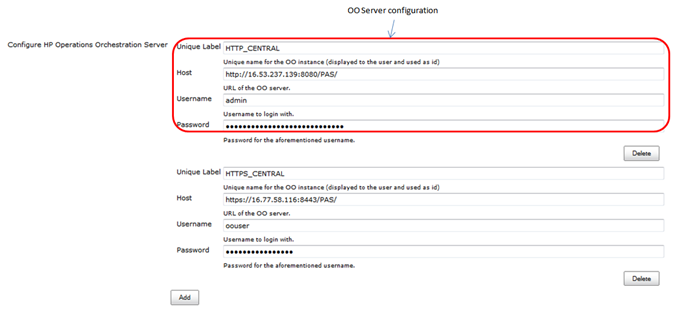 OO Server configuration
Configure HP Operations Orchestration Server
Unique Label HTTP_CENTRAL
Unique name for the OO instance (displayed to the user and used as id)
Host http://16.53.237.139:8080/PAS/
URL of the OO server.
Username admin
Username to login with.
Password ••••••••••••••••••••••••••••
Password for the aforementioned username.
Delete
Unique Label HTTPS_CENTRAL
Unique name for the OO instance (displayed to the user and used as id)
Host https://16.77.58.116:8443/PAS/
URL of the OO server.
Username oouser
Username to login with.
Password ••••••••••••••••
Password for the aforementioned username.
Delete
Add